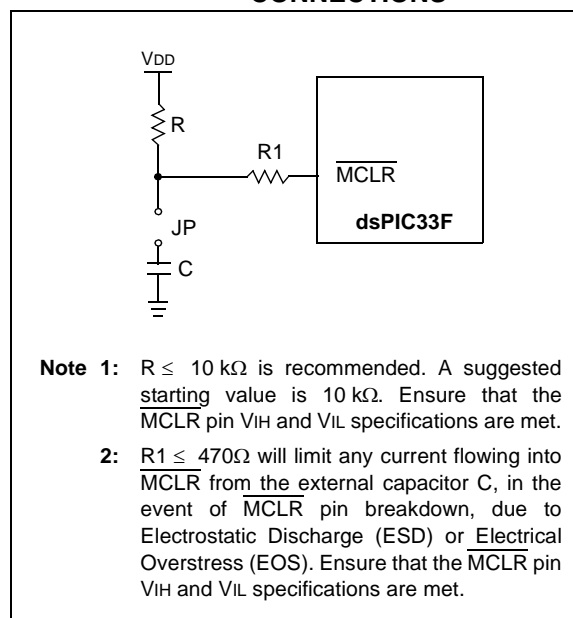 CONNECTIONS
VDD
R
R1
MCLR
dsPIC33F
JP
C
Note 1: R ≤ 10 kΩ is recommended. A suggested
starting value is 10 kΩ. Ensure that the
MCLR pin VIH and VIL specifications are met.
2: R1 ≤ 470Ω will limit any current flowing into
MCLR from the external capacitor C, in the
event of MCLR pin breakdown, due to
Electrostatic Discharge (ESD) or Electrical
Overstress (EOS). Ensure that the MCLR pin
VIH and VIL specifications are met.